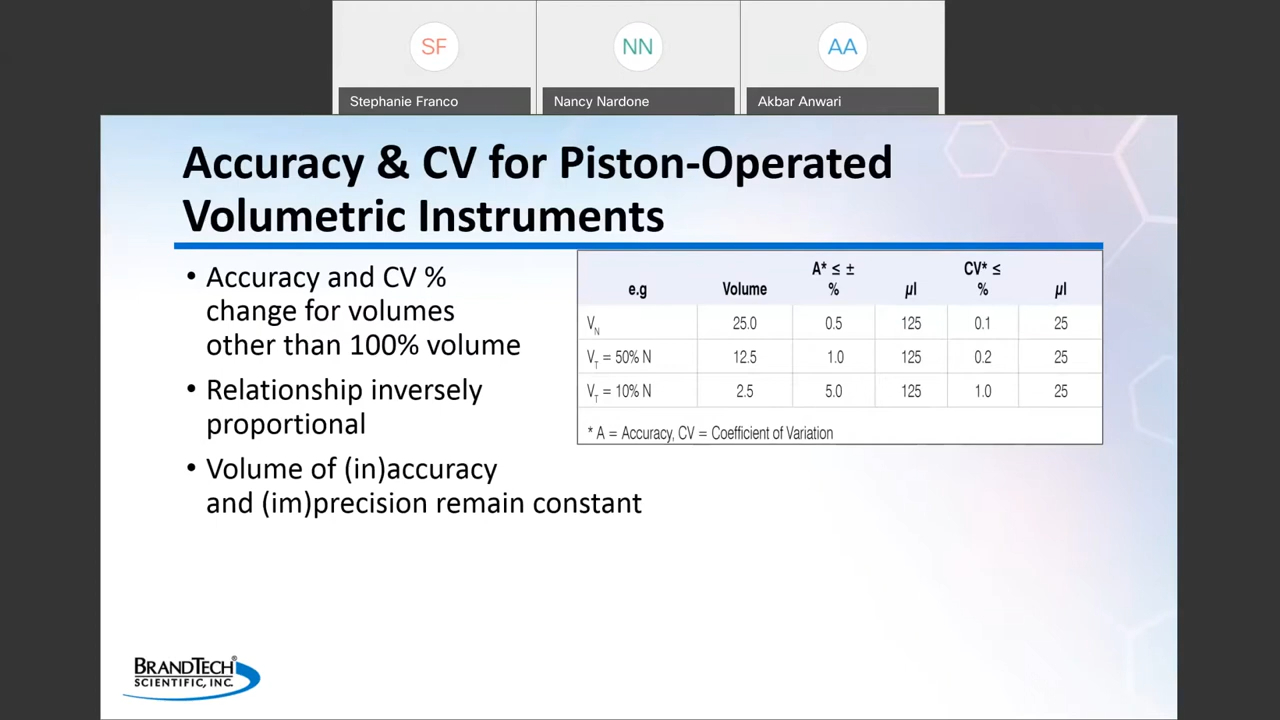 SF
NN
AA
Stephanie Franco
Nancy Nardone
Akbar Anwari
Accuracy & CV for Piston-Operated
Volumetric Instruments
• Accuracy and CV %
change for volumes
other than 100% volume
• Relationship inversely
proportional
• Volume of (in)accuracy
and (im)precision remain constant
A* ≤ ± CV* ≤
e.g Volume % µl % µl
V_N 25.0 0.5 125 0.1 25
V_T = 50% N 12.5 1.0 125 0.2 25
V_T = 10% N 2.5 5.0 125 1.0 25
* A = Accuracy, CV = Coefficient of Variation
BRANDTECH®
SCIENTIFIC, INC.